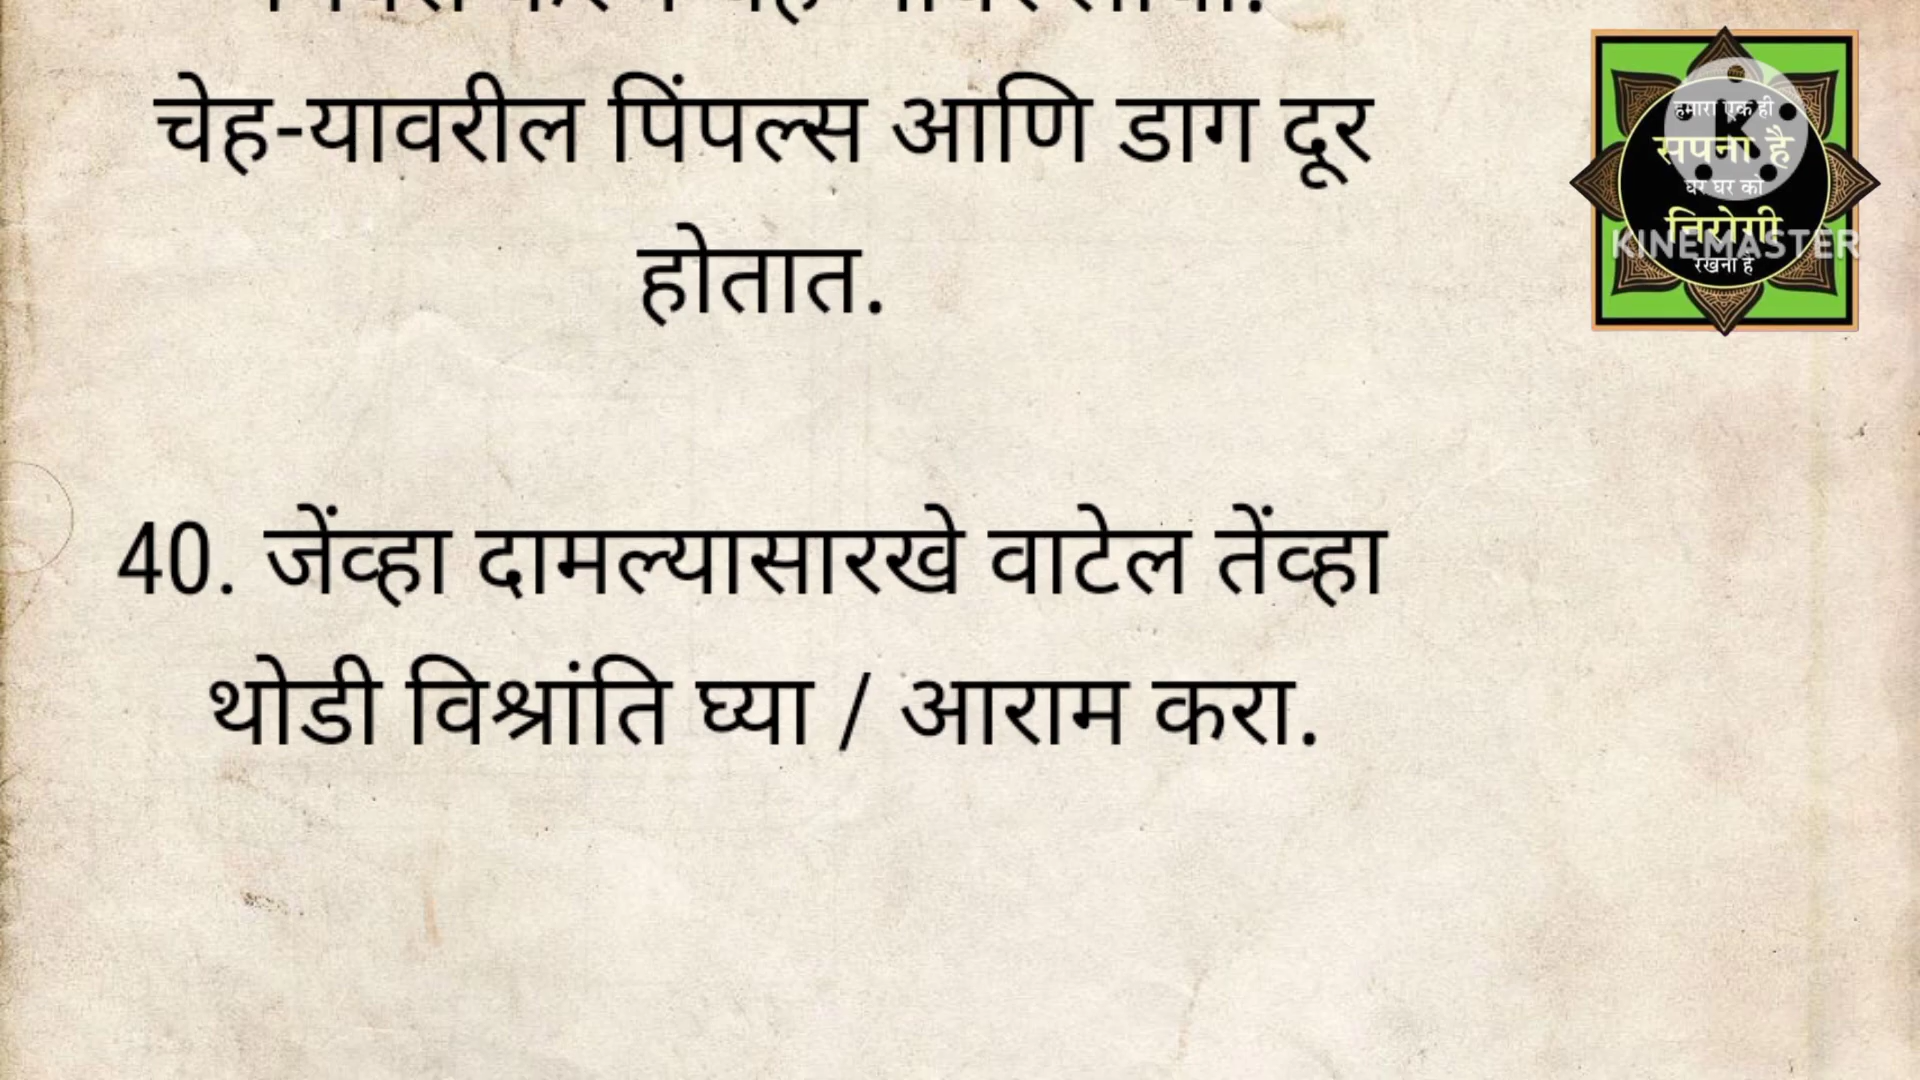 चेह-यावरील पिंपल्स आणि डाग दूर
होतात.
40. जेंव्हा दामल्यासारखे वाटेल तेंव्हा
थोडी विश्रांति घ्या / आराम करा.
हमारा एक ही
सपना है
घर घर को
निरोगी
KINEMASTER
रखना है